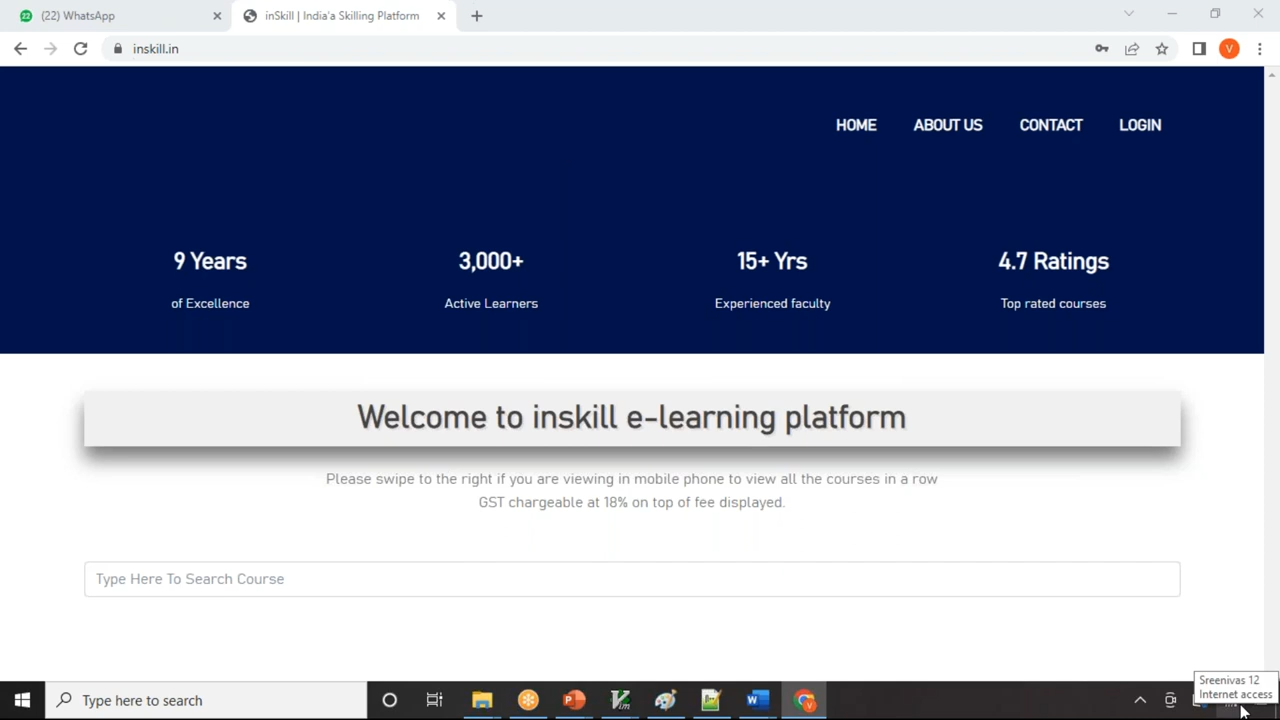 (22) WhatsApp
inSkill | India'a Skilling Platform
inskill.in
V
HOME ABOUT US CONTACT LOGIN
9 Years 3,000+ 15+ Yrs 4.7 Ratings
of Excellence Active Learners Experienced faculty Top rated courses
Welcome to inskill e-learning platform
Please swipe to the right if you are viewing in mobile phone to view all the courses in a row
GST chargeable at 18% on top of fee displayed.
Type Here To Search Course
Sreenivas 12
Internet access
Type here to search